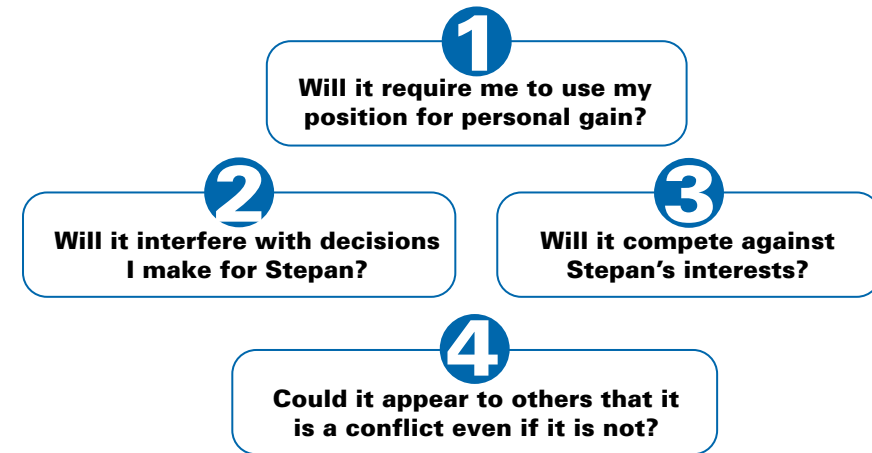 1
Will it require me to use my
position for personal gain?
2
Will it interfere with decisions
I make for Stepan?
3
Will it compete against
Stepan’s interests?
4
Could it appear to others that it
is a conflict even if it is not?